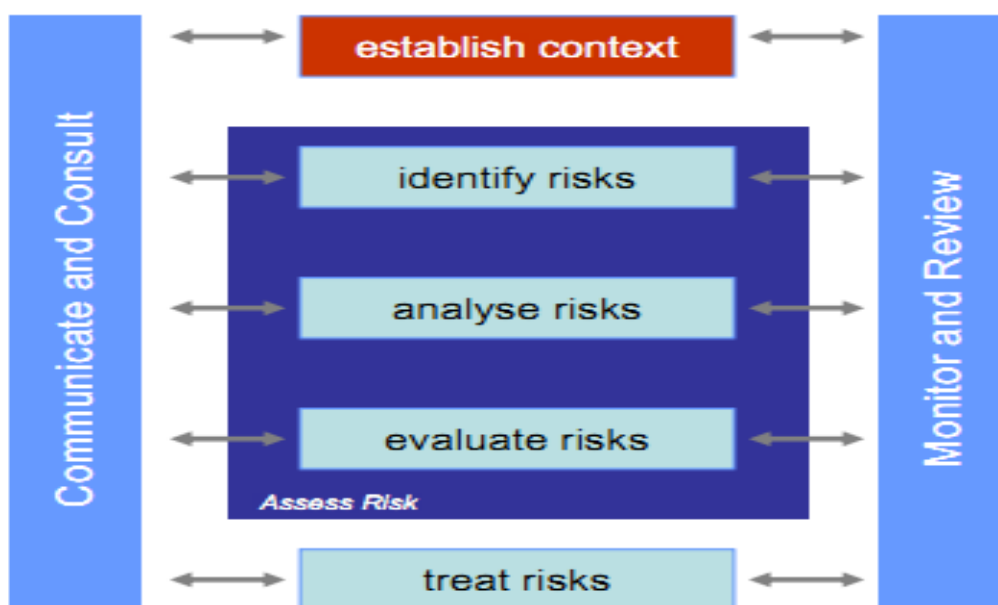 Communicate and Consult
establish context
identify risks
analyse risks
evaluate risks
Assess Risk
treat risks
Monitor and Review